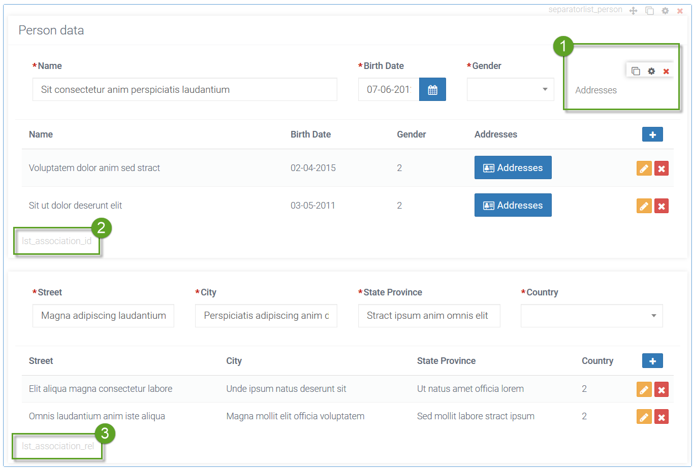 separatorlist_person
Person data
1
*Name *Birth Date *Gender
Sit consectetur anim perspiciatis laudantium 07-06-201 Addresses
Name Birth Date Gender Addresses
Voluptatem dolor anim sed stract 02-04-2015 2 Addresses
Sit ut dolor deserunt elit 03-05-2011 2 Addresses
2
lst_association_id
*Street *City *State Province *Country
Magna adipiscing laudantium Perspiciatis adipiscing anim c Stract ipsum anim omnis elit
Street City State Province Country
Elit aliqua magna consectetur labore Unde ipsum natus deserunt sit Ut natus amet officia lorem 2
Omnis laudantium anim iste aliqua Magna mollit elit officia voluptatem Sed mollit labore stract ipsum 2
3
lst_association_rel